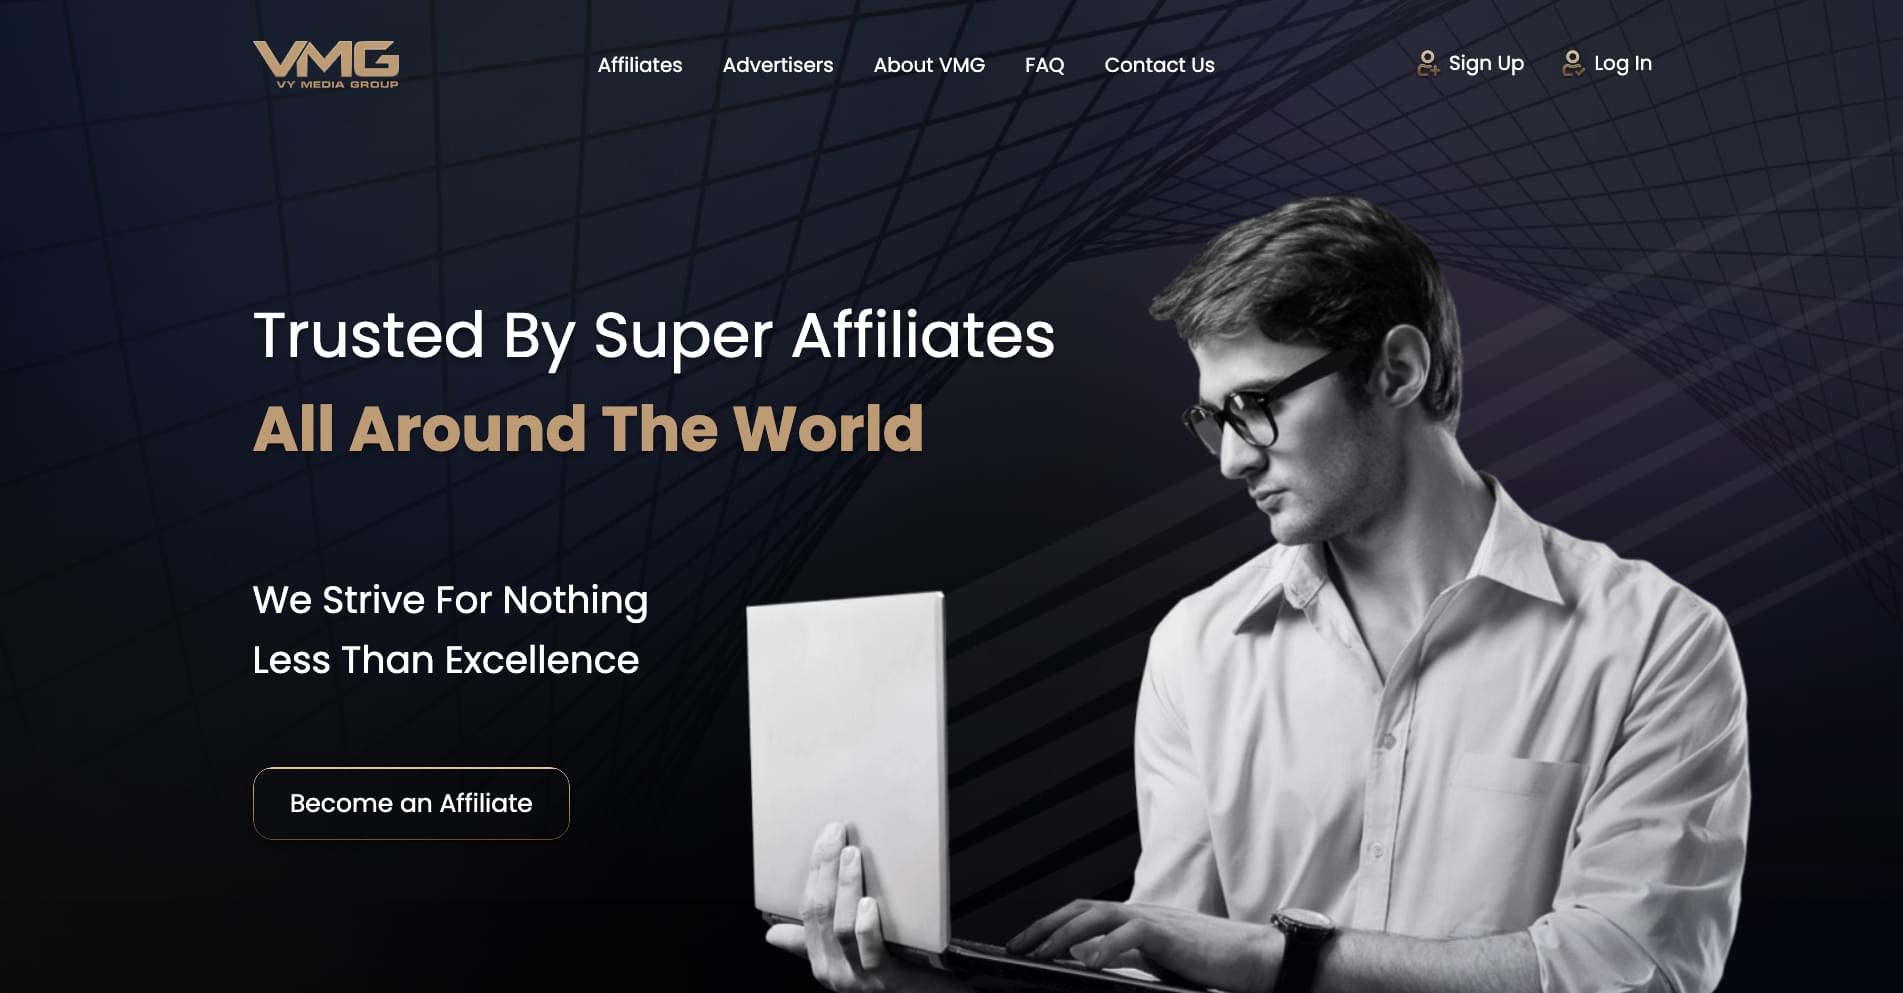 VMG
VY MEDIA GROUP
Affiliates
Advertisers
About VMG
FAQ
Contact Us
Sign Up
Log In
Trusted By Super Affiliates
All Around The World
We Strive For Nothing
Less Than Excellence
Become an Affiliate